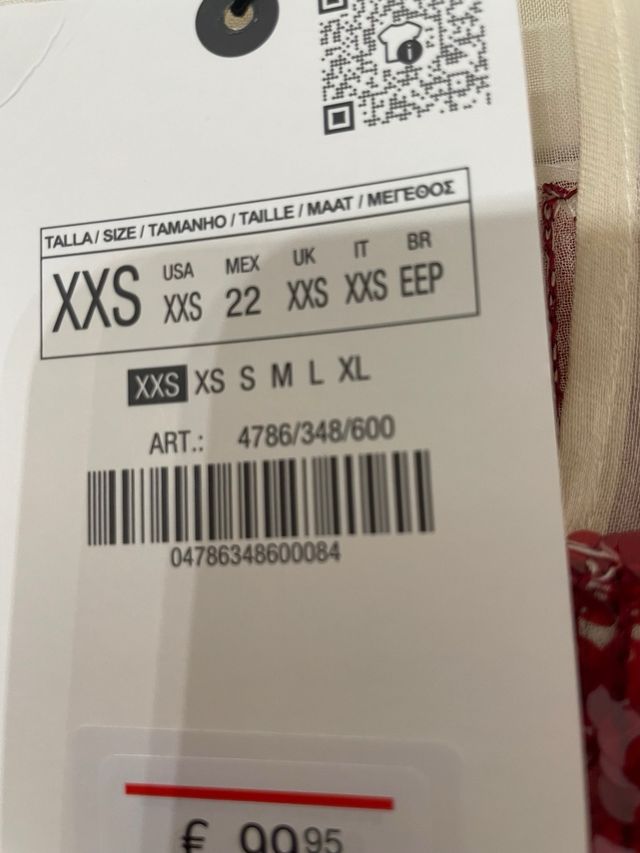 TALLA / SIZE / TAMANHO / TAILLE / MAAT / ΜΕΓΕΘΟΣ
XXS USA XXS MEX 22 UK XXS IT XXS BR EEP
XXS XS S M L XL
ART.: 4786/348/600
04786348600084
€ 99.95